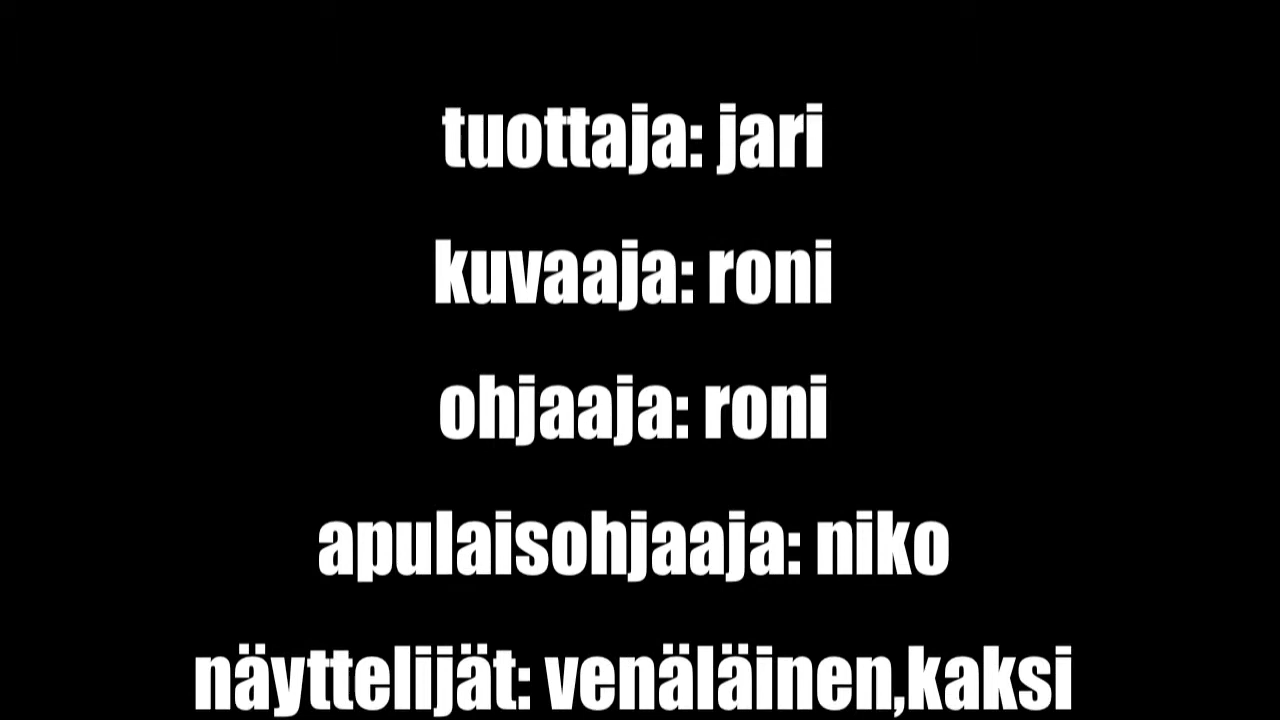 tuottaja: jari
kuvaaja: roni
ohjaaja: roni
apulaisohjaaja: niko
näyttelijät: venäläinen,kaksi